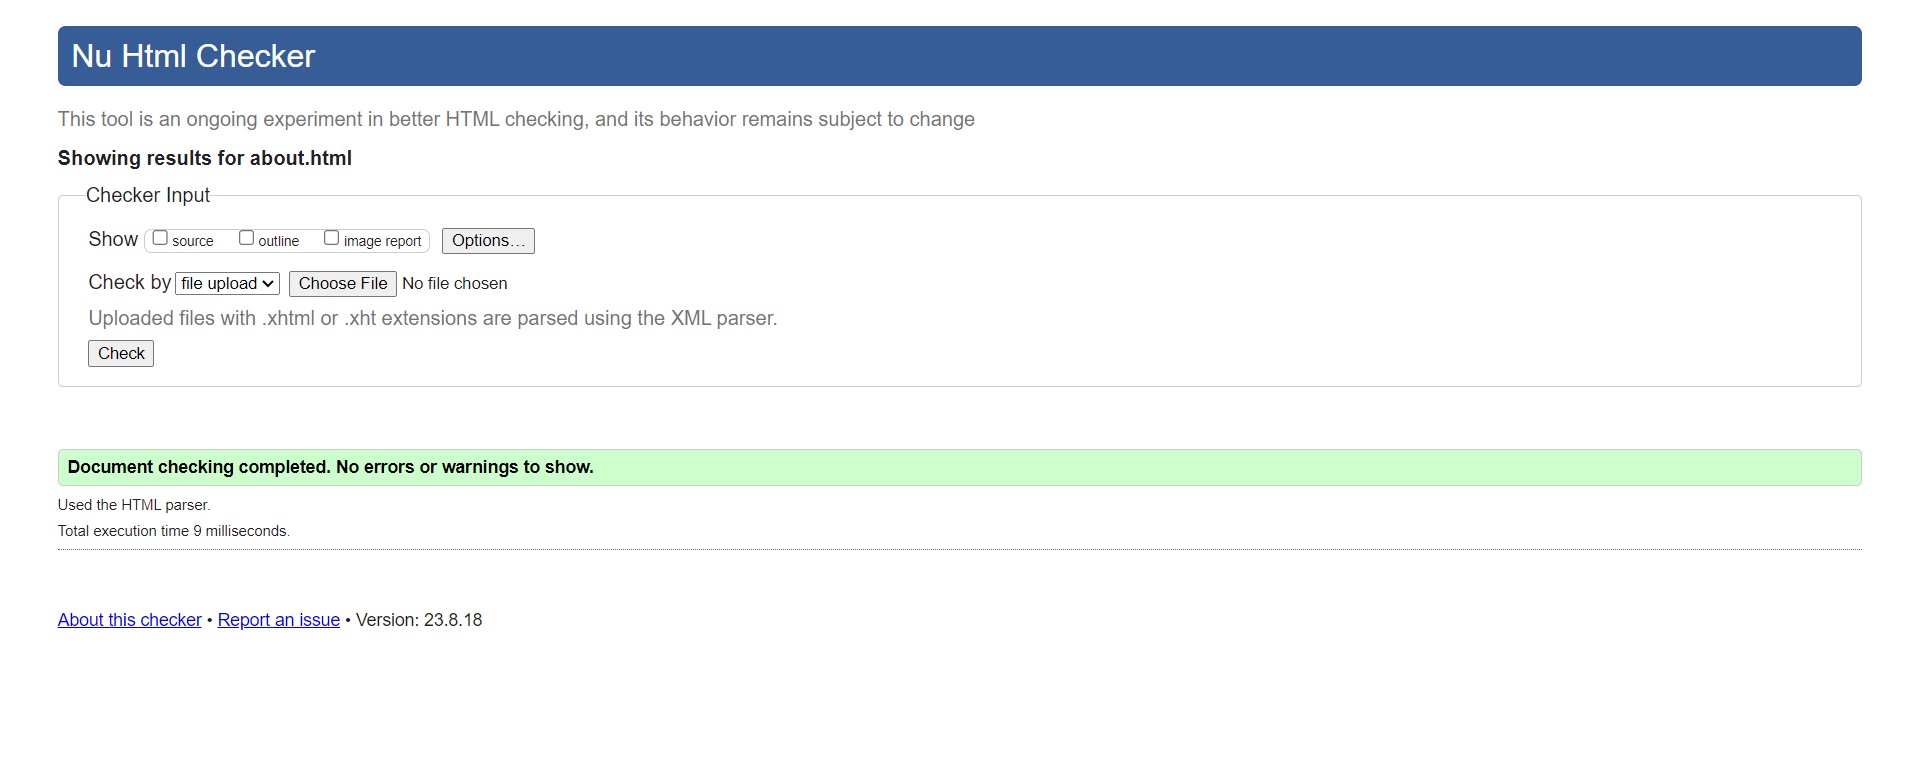 Nu Html Checker
This tool is an ongoing experiment in better HTML checking, and its behavior remains subject to change
Showing results for about.html
Checker Input
Show source outline image report Options…
Check by file upload Choose File No file chosen
Uploaded files with .xhtml or .xht extensions are parsed using the XML parser.
Check
Document checking completed. No errors or warnings to show.
Used the HTML parser.
Total execution time 9 milliseconds.
About this checker • Report an issue • Version: 23.8.18